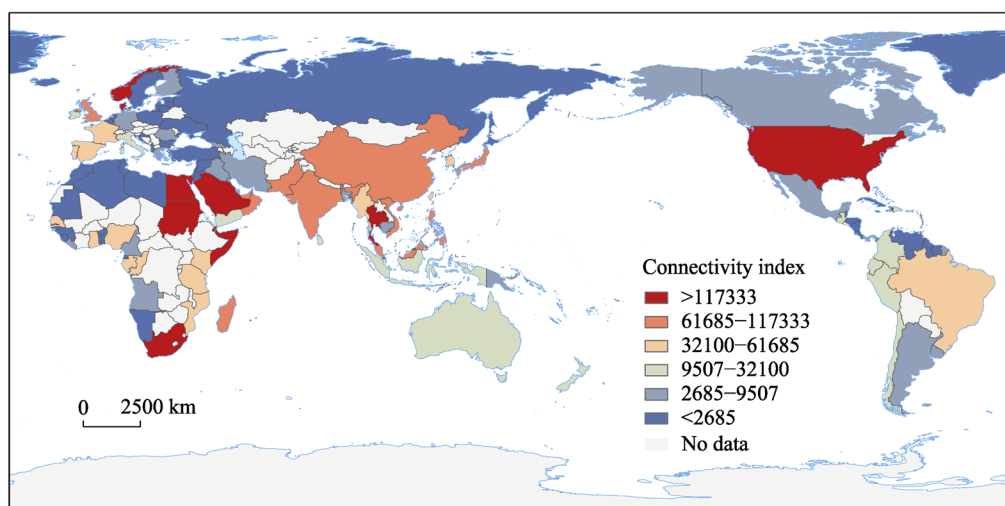 Connectivity index
>117333
61685−117333
32100−61685
9507−32100
2685−9507
<2685
No data
0 2500 km